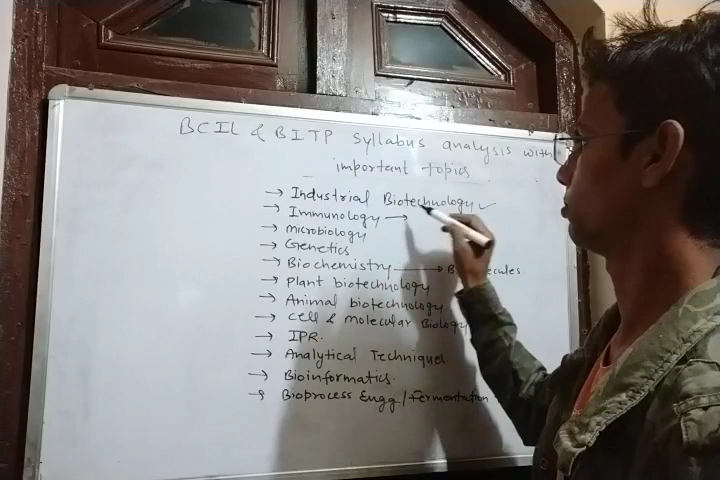 BCIL & BITP Syllabus analysis with
important topics
→ Industrial Biotechnology ✓
→ Immunology →
→ Microbiology
→ Genetics
→ Biochemistry →
→ Plant biotechnology
→ Animal biotechnology
→ Cell & Molecular Biology
→ IPR.
→ Analytical Techniques
→ Bioinformatics.
→ Bioprocess Engg/Fermentation